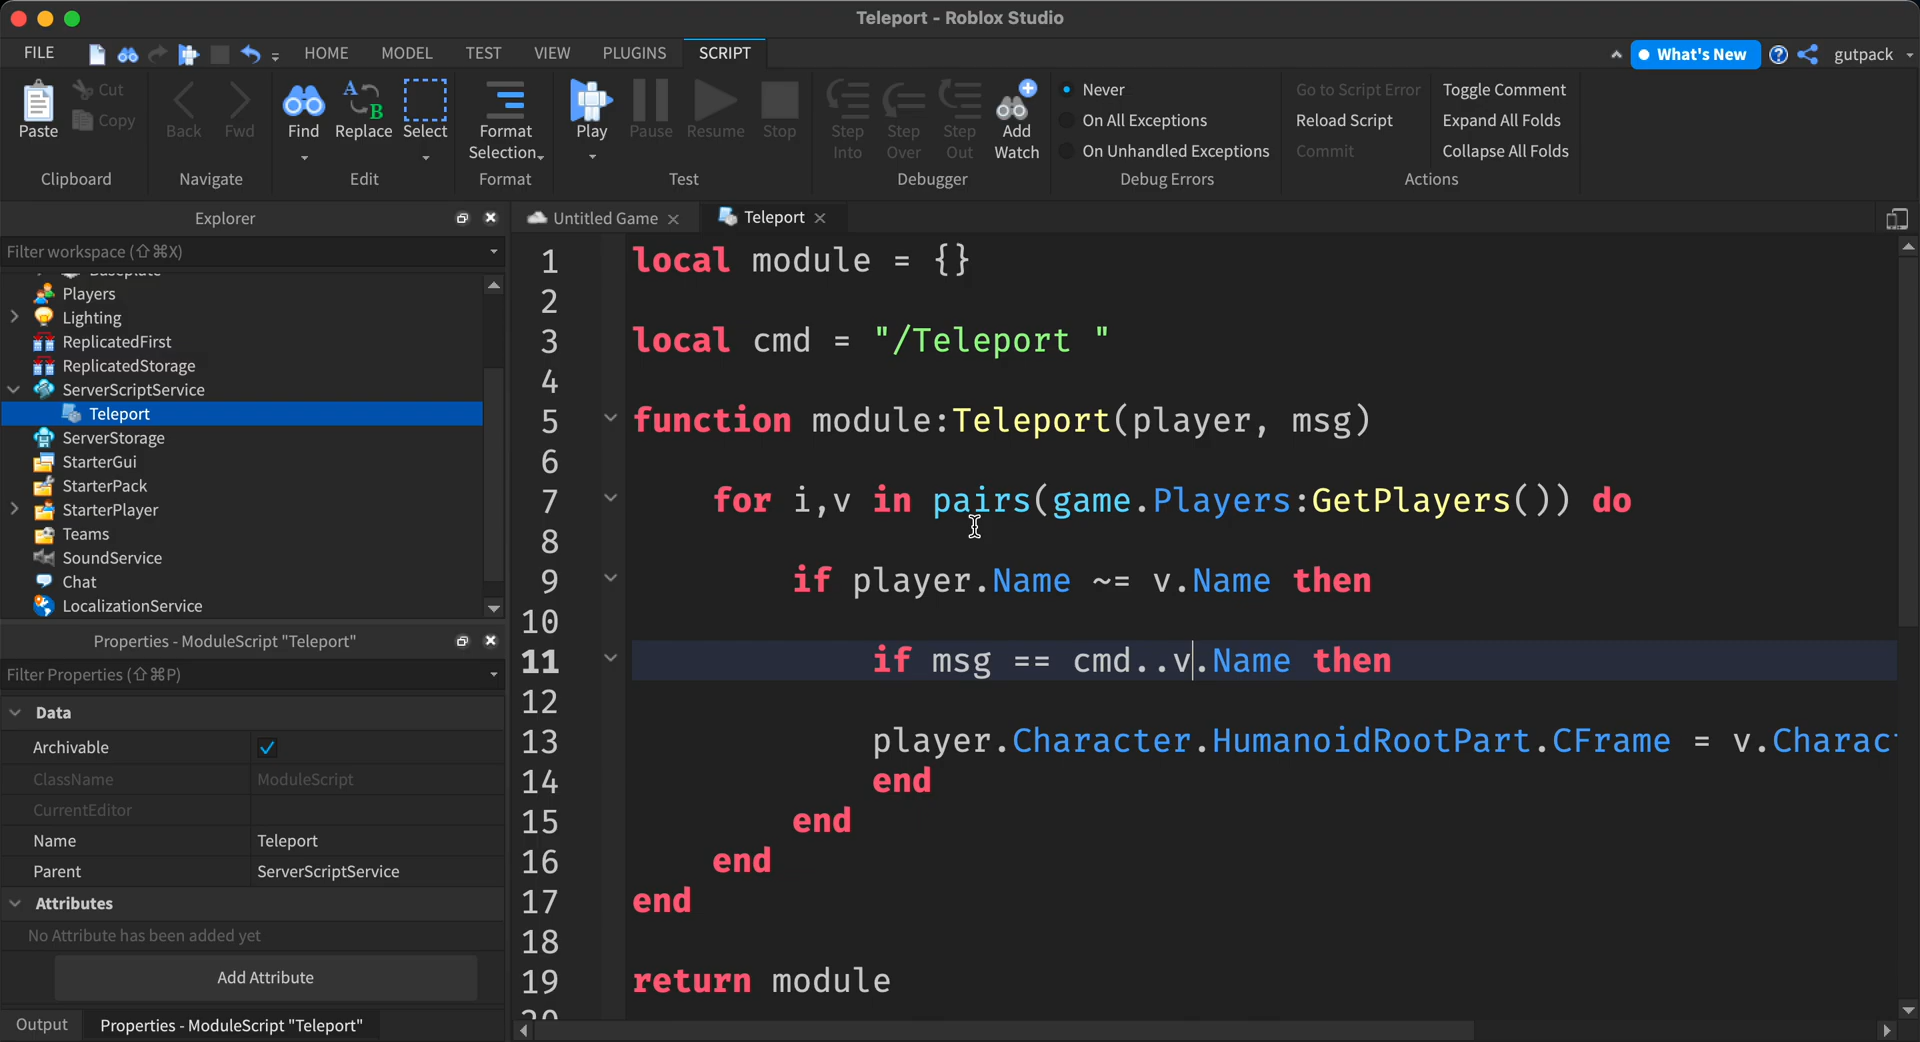 Teleport - Roblox Studio
FILE HOME MODEL TEST VIEW PLUGINS SCRIPT What's New gutpack
Paste Cut Copy
Clipboard
Back Fwd
Navigate
Find Replace Select
Edit
Format Selection
Format
Play Pause Resume Stop
Test
Step Into Step Over Step Out Add Watch
Debugger
Never
On All Exceptions
On Unhandled Exceptions
Debug Errors
Go to Script Error
Reload Script
Commit
Toggle Comment
Expand All Folds
Collapse All Folds
Actions
Explorer
Filter workspace (⇧⌘X)
Baseplate
Players
Lighting
ReplicatedFirst
ReplicatedStorage
ServerScriptService
Teleport
ServerStorage
StarterGui
StarterPack
StarterPlayer
Teams
SoundService
Chat
LocalizationService
Properties - ModuleScript "Teleport"
Filter Properties (⇧⌘P)
Data
Archivable
ClassName ModuleScript
CurrentEditor
Name Teleport
Parent ServerScriptService
Attributes
No Attribute has been added yet
Add Attribute
Output Properties - ModuleScript "Teleport"
Untitled Game Teleport
1 local module = {}
2
3 local cmd = "/Teleport "
4
5 function module:Teleport(player, msg)
6
7 for i,v in pairs(game.Players:GetPlayers()) do
8
9 if player.Name ~= v.Name then
10
11 if msg == cmd..v.Name then
12
13 player.Character.HumanoidRootPart.CFrame = v.Charac
14 end
15 end
16 end
17 end
18
19 return module
20